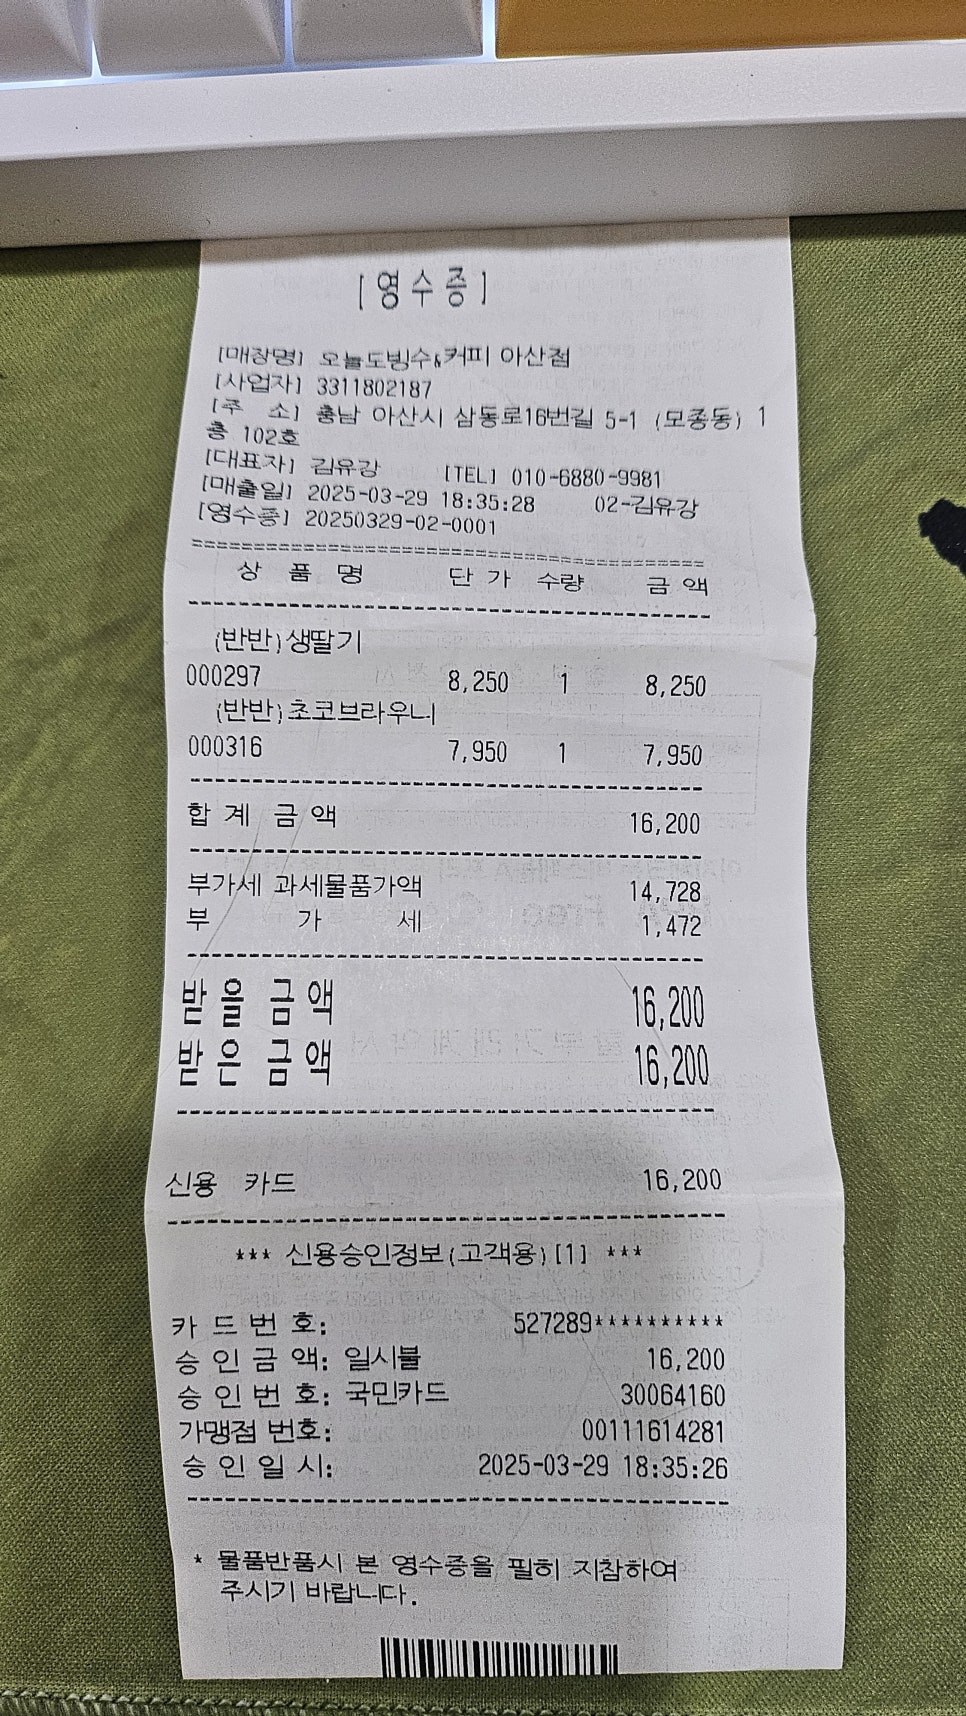 [영수증]
[매장명] 오늘도빙수&커피 아산점
[사업자] 3311802187
[주 소] 충남 아산시 삼동로16번길 5-1 (모종동) 1
층 102호
[대표자] 김유강 [TEL] 010-6880-9981
[매출일] 2025-03-29 18:35:28 02-김유강
[영수증] 20250329-02-0001
상 품 명 단 가 수량 금 액
(반반)생딸기
000297 8,250 1 8,250
(반반)초코브라우니
000316 7,950 1 7,950
합 계 금 액 16,200
부가세 과세물품가액 14,728
부 가 세 1,472
받 을 금 액 16,200
받 은 금 액 16,200
신용 카드 16,200
*** 신용승인정보(고객용)[1] ***
카 드 번 호: 527289**********
승 인 금 액: 일시불 16,200
승 인 번 호: 국민카드 30064160
가맹점 번호: 00111614281
승 인 일 시: 2025-03-29 18:35:26
* 물품반품시 본 영수증을 필히 지참하여
주시기 바랍니다.